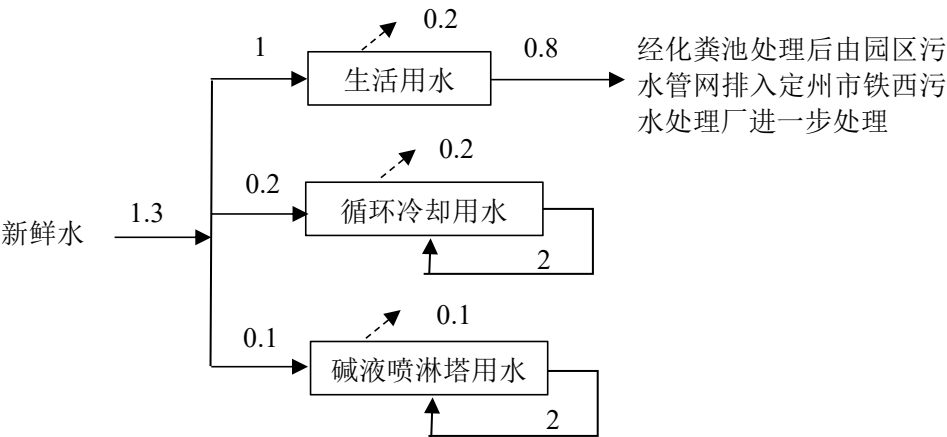 0.2
1
0.8
生活用水
经化粪池处理后由园区污
水管网排入定州市铁西污
水处理厂进一步处理
0.2
0.2
循环冷却用水
1.3
新鲜水
2
0.1
0.1
碱液喷淋塔用水
2